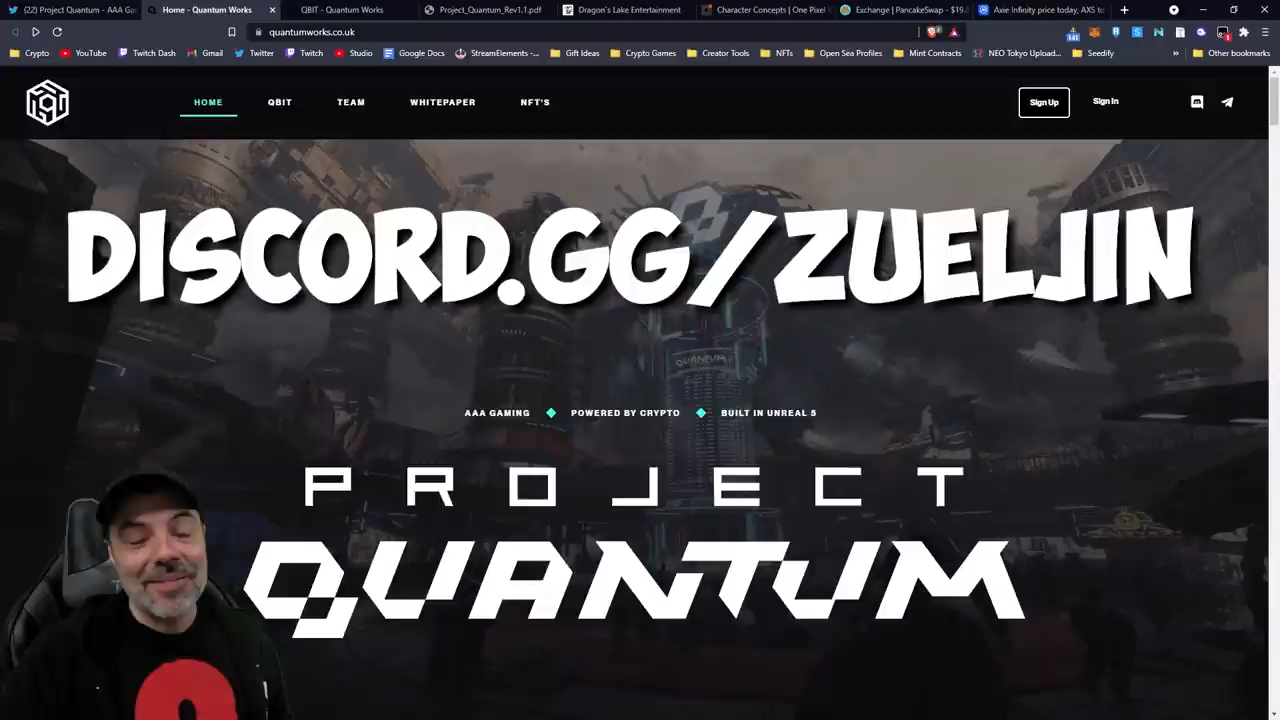 (22) Project Quantum - AAA Ga
Home - Quantum Works
QBIT - Quantum Works
Project_Quantum_Rev1.1.pdf
Dragon's Lake Entertainment
Character Concepts | One Pixel B
Exchange | PancakeSwap - $19.
Axie Infinity price today, AXS to
quantumworks.co.uk
Crypto
YouTube
Twitch Dash
Gmail
Twitter
Twitch
Studio
Google Docs
StreamElements -...
Gift Ideas
Crypto Games
Creator Tools
NFTs
Open Sea Profiles
Mint Contracts
NEO Tokyo Upload...
Seedify
Other bookmarks
HOME
QBIT
TEAM
WHITEPAPER
NFT'S
Sign Up
Sign In
DISCORD.GG/ZUELJIN
QUANTUM
AAA GAMING
POWERED BY CRYPTO
BUILT IN UNREAL 5
PROJECT
QUANTUM